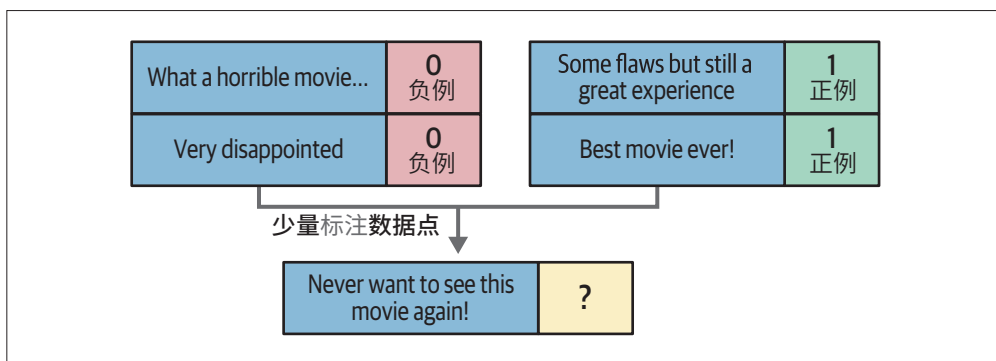 What a horrible movie...
0
负例
Very disappointed
0
负例
Some flaws but still a
great experience
1
正例
Best movie ever!
1
正例
少量标注数据点
Never want to see this
movie again!
?